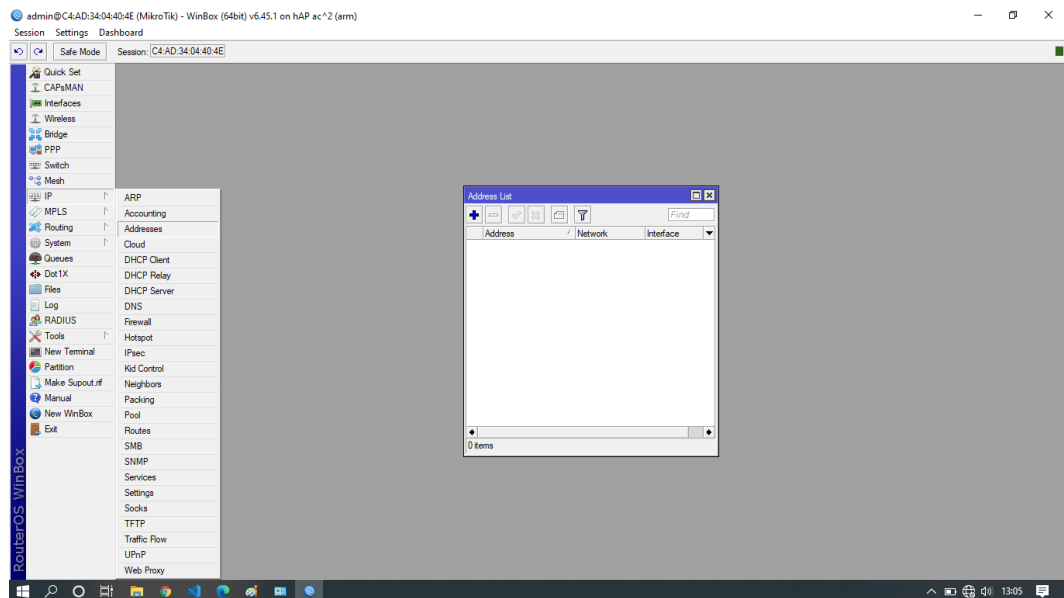 admin@C4:AD:34:04:40:4E (MikroTik) - WinBox (64bit) v6.45.1 on hAP ac^2 (arm)
Session Settings Dashboard
Safe Mode Session: C4:AD:34:04:40:4E
Quick Set
CAPsMAN
Interfaces
Wireless
Bridge
PPP
Switch
Mesh
IP
MPLS
Routing
System
Queues
Dot1X
Files
Log
RADIUS
Tools
New Terminal
Partition
Make Supout.rif
Manual
New WinBox
Exit
RouterOS WinBox
ARP
Accounting
Addresses
Cloud
DHCP Client
DHCP Relay
DHCP Server
DNS
Firewall
Hotspot
IPsec
Kid Control
Neighbors
Packing
Pool
Routes
SMB
SNMP
Services
Settings
Socks
TFTP
Traffic Flow
UPnP
Web Proxy
Address List
Find
Address Network Interface
0 items
13:05